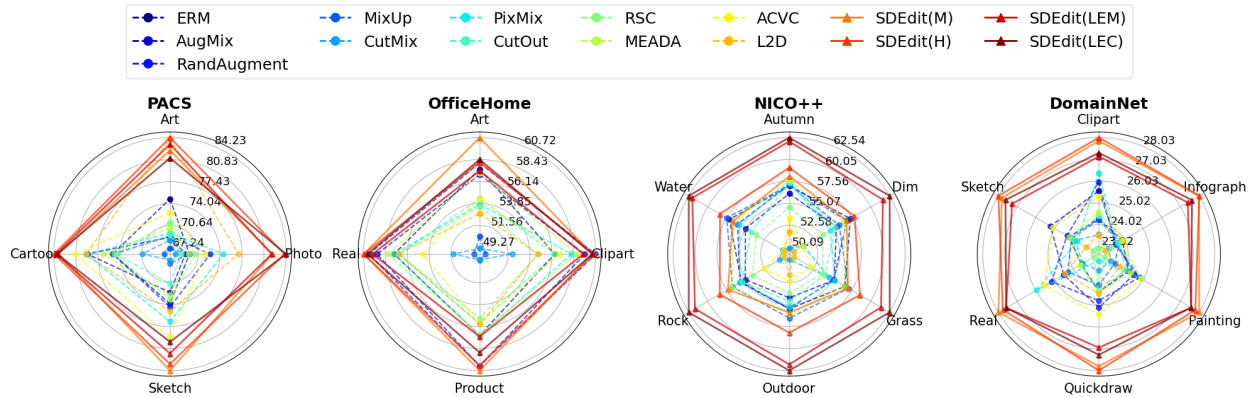 ERM MixUp PixMix RSC ACVC SDEdit(M) SDEdit(LEM)
AugMix CutMix CutOut MEADA L2D SDEdit(H) SDEdit(LEC)
RandAugment
PACS OfficeHome NICO++ DomainNet
Art Art Autumn Clipart
84.23 60.72 62.54 28.03
80.83 58.43 60.05 27.03
77.43 56.14 57.56 26.03
Water Dim Sketch Infograph
74.04 53.85 55.07 25.02
70.64 51.56 52.58 24.02
67.24 49.27 50.09 23.02
Cartoo Photo Real Clipart
Rock Grass Real Painting
Sketch Product Outdoor Quickdraw